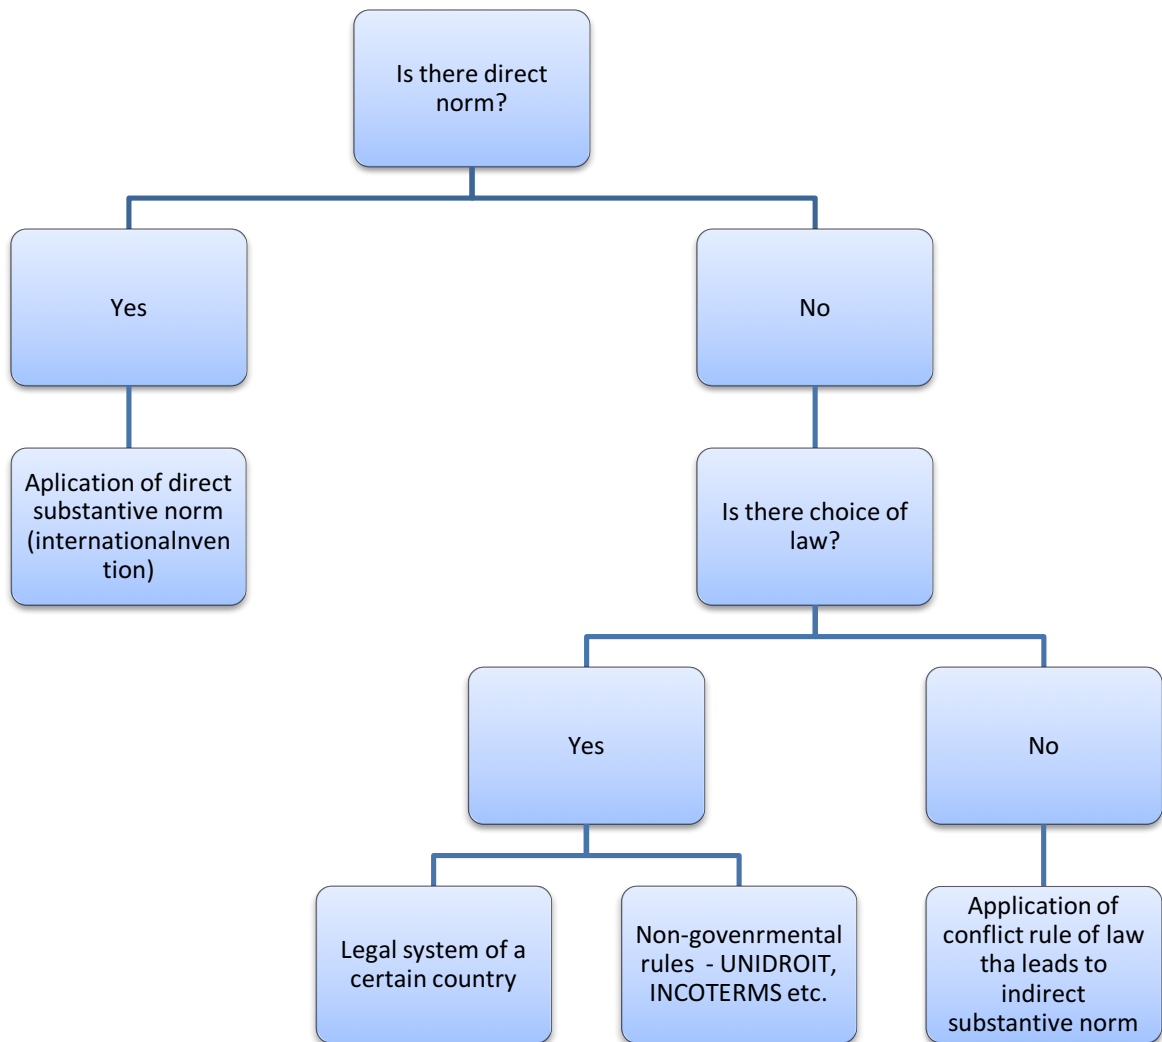 Is there direct
norm?
Yes
No
Aplication of direct
substantive norm
(internationalnven
tion)
Is there choice of
law?
Yes
No
Legal system of a
certain country
Non-govenrmental
rules  - UNIDROIT,
INCOTERMS etc.
Application of
conflict rule of law
tha leads to
indirect
substantive norm